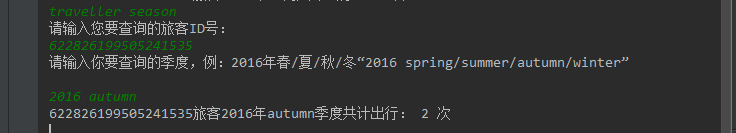 traveller season
请输入您要查询的旅客ID号：
622826199505241535
请输入你要查询的季度，例：2016年春/夏/秋/冬“2016 spring/summer/autumn/winter”
2016 autumn
622826199505241535旅客2016年autumn季度共计出行： 2 次